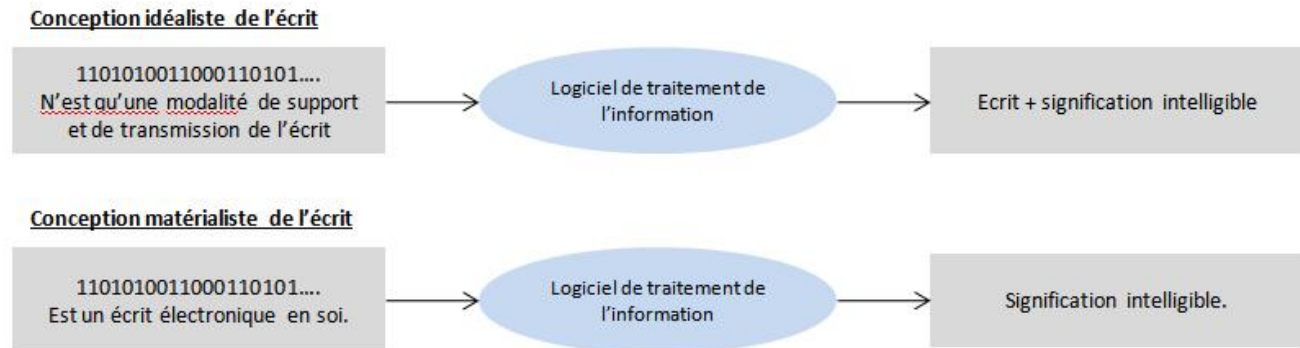 Conception idéaliste de l'écrit
1101010011000110101....
N'est qu'une modalité de support
et de transmission de l'écrit
Logiciel de traitement de
l'information
Ecrit + signification intelligible
Conception matérialiste de l'écrit
1101010011000110101....
Est un écrit électronique en soi.
Logiciel de traitement de
l'information
Signification intelligible.